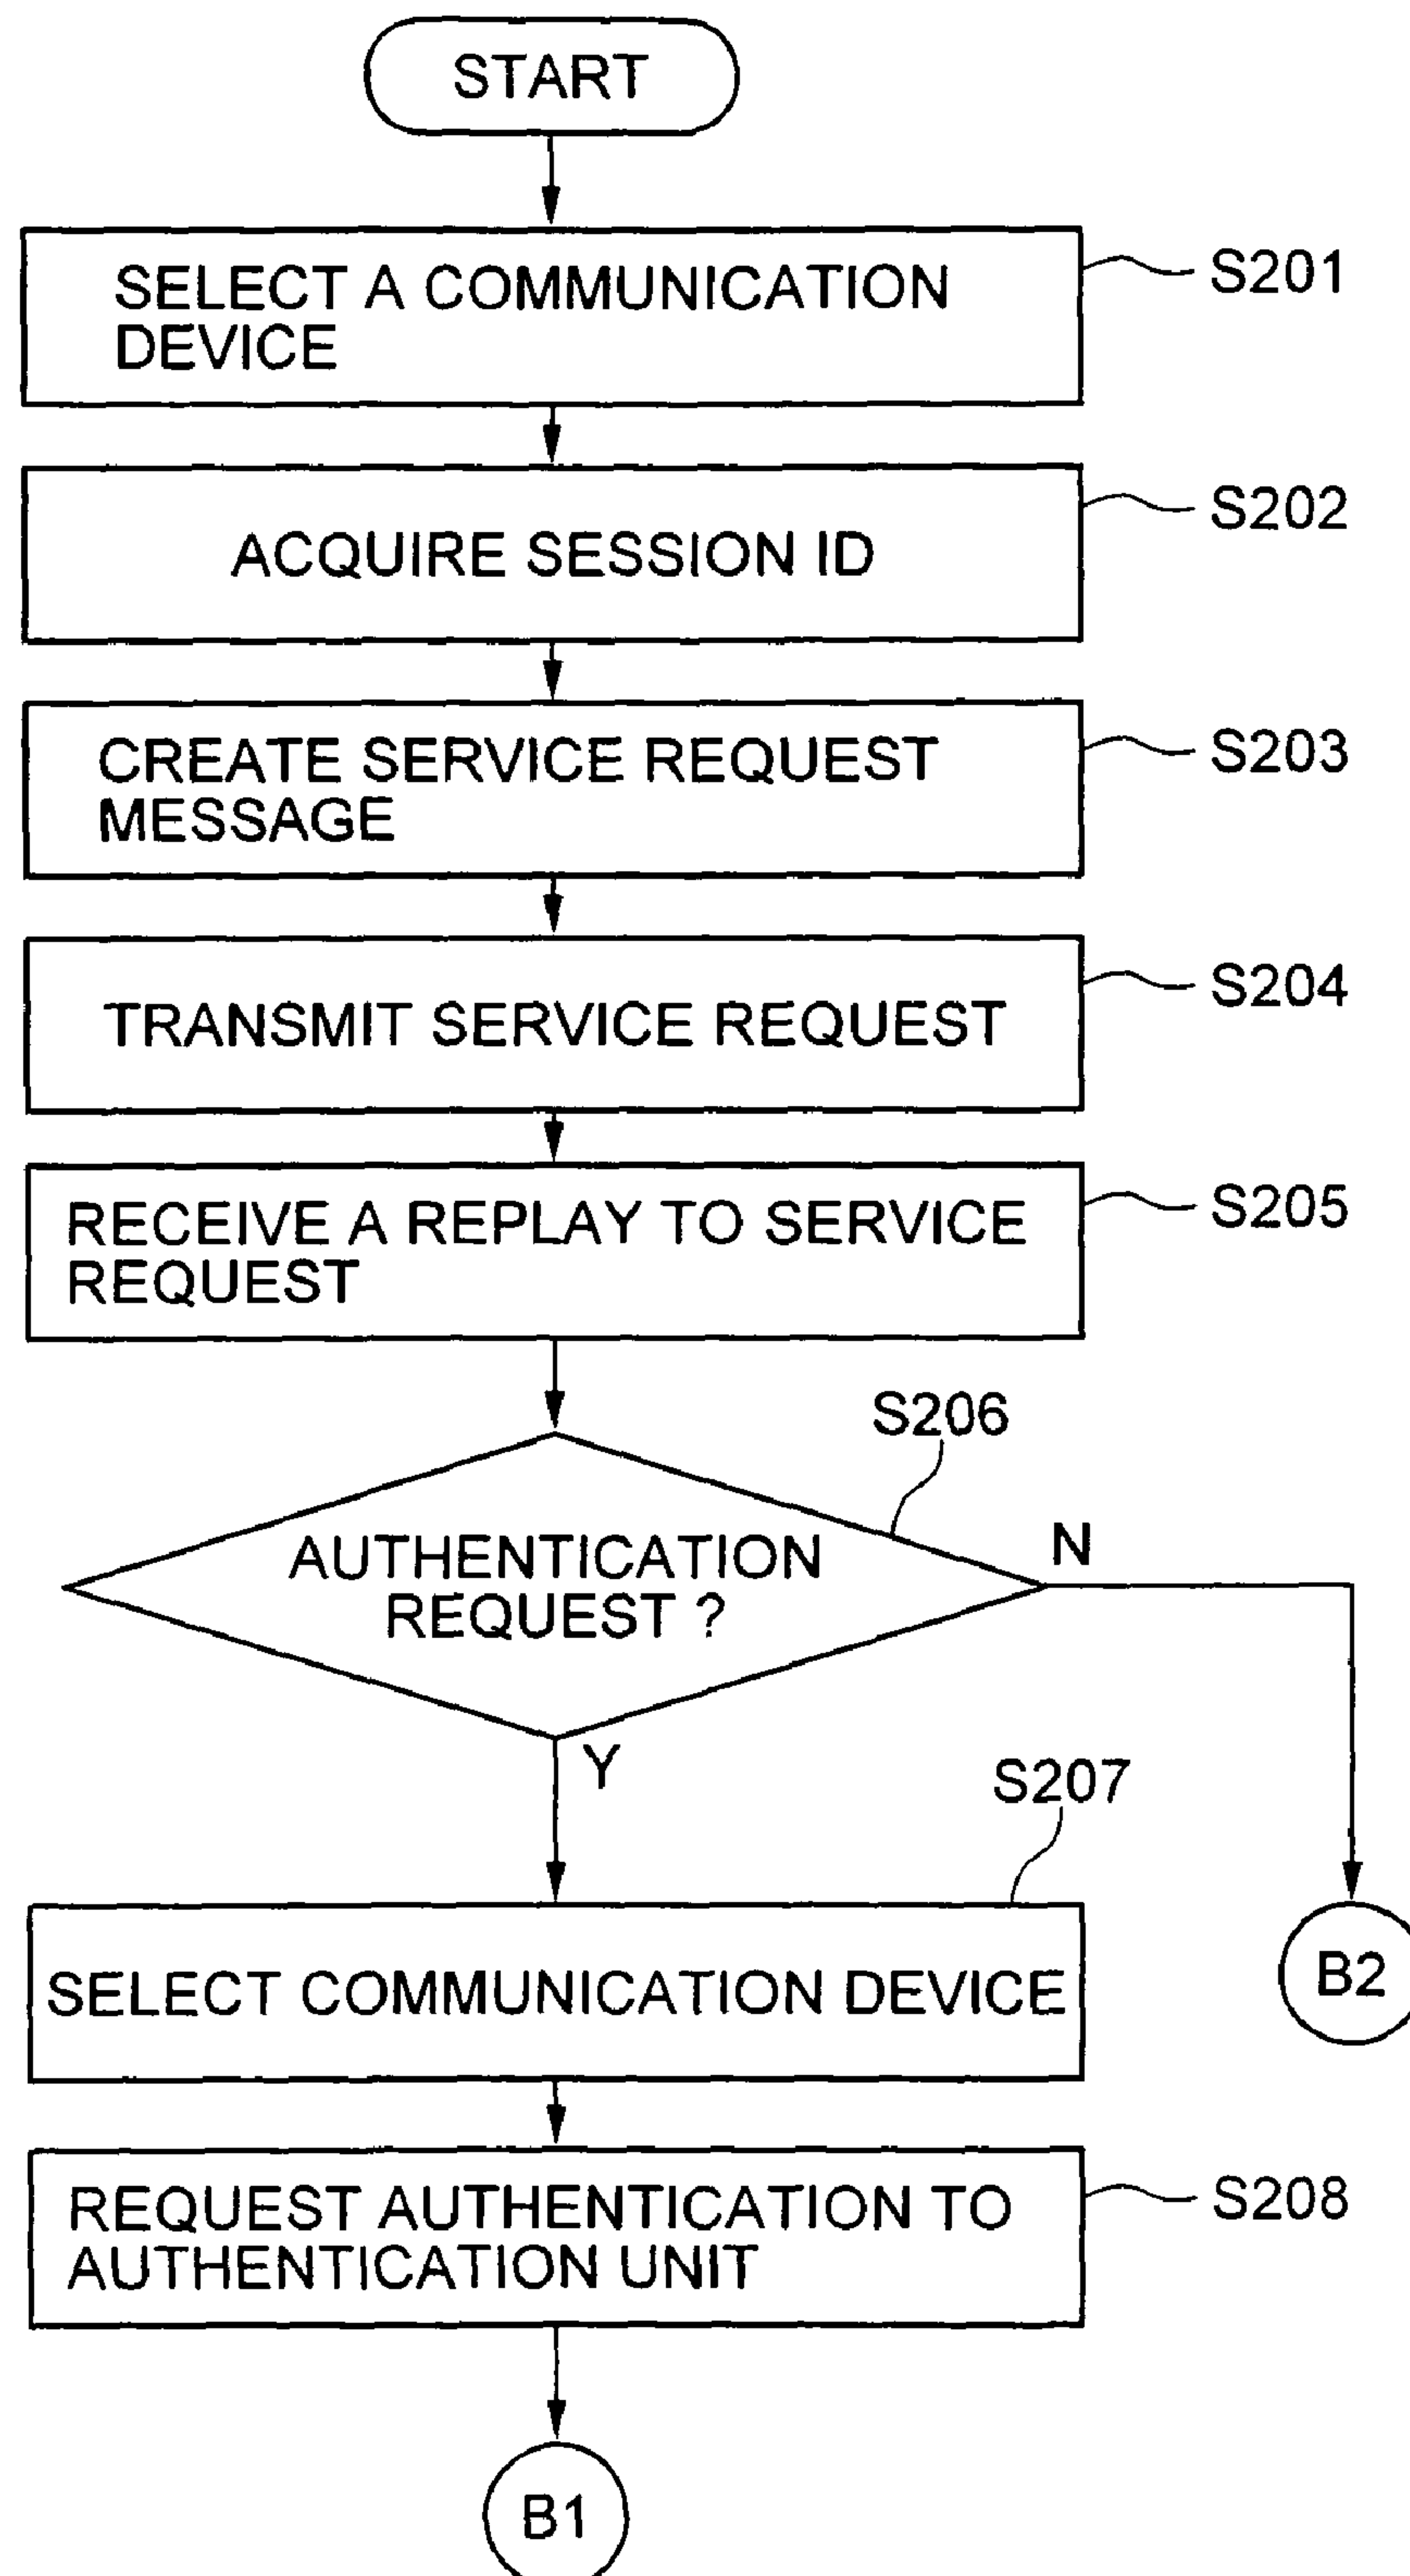 START
SELECT A COMMUNICATION
DEVICE
S201
ACQUIRE SESSION ID
S202
CREATE SERVICE REQUEST
MESSAGE
S203
TRANSMIT SERVICE REQUEST
S204
RECEIVE A REPLAY TO SERVICE
REQUEST
S205
S206
AUTHENTICATION
REQUEST ?
N
Y
S207
SELECT COMMUNICATION DEVICE
B2
REQUEST AUTHENTICATION TO
AUTHENTICATION UNIT
S208
B1